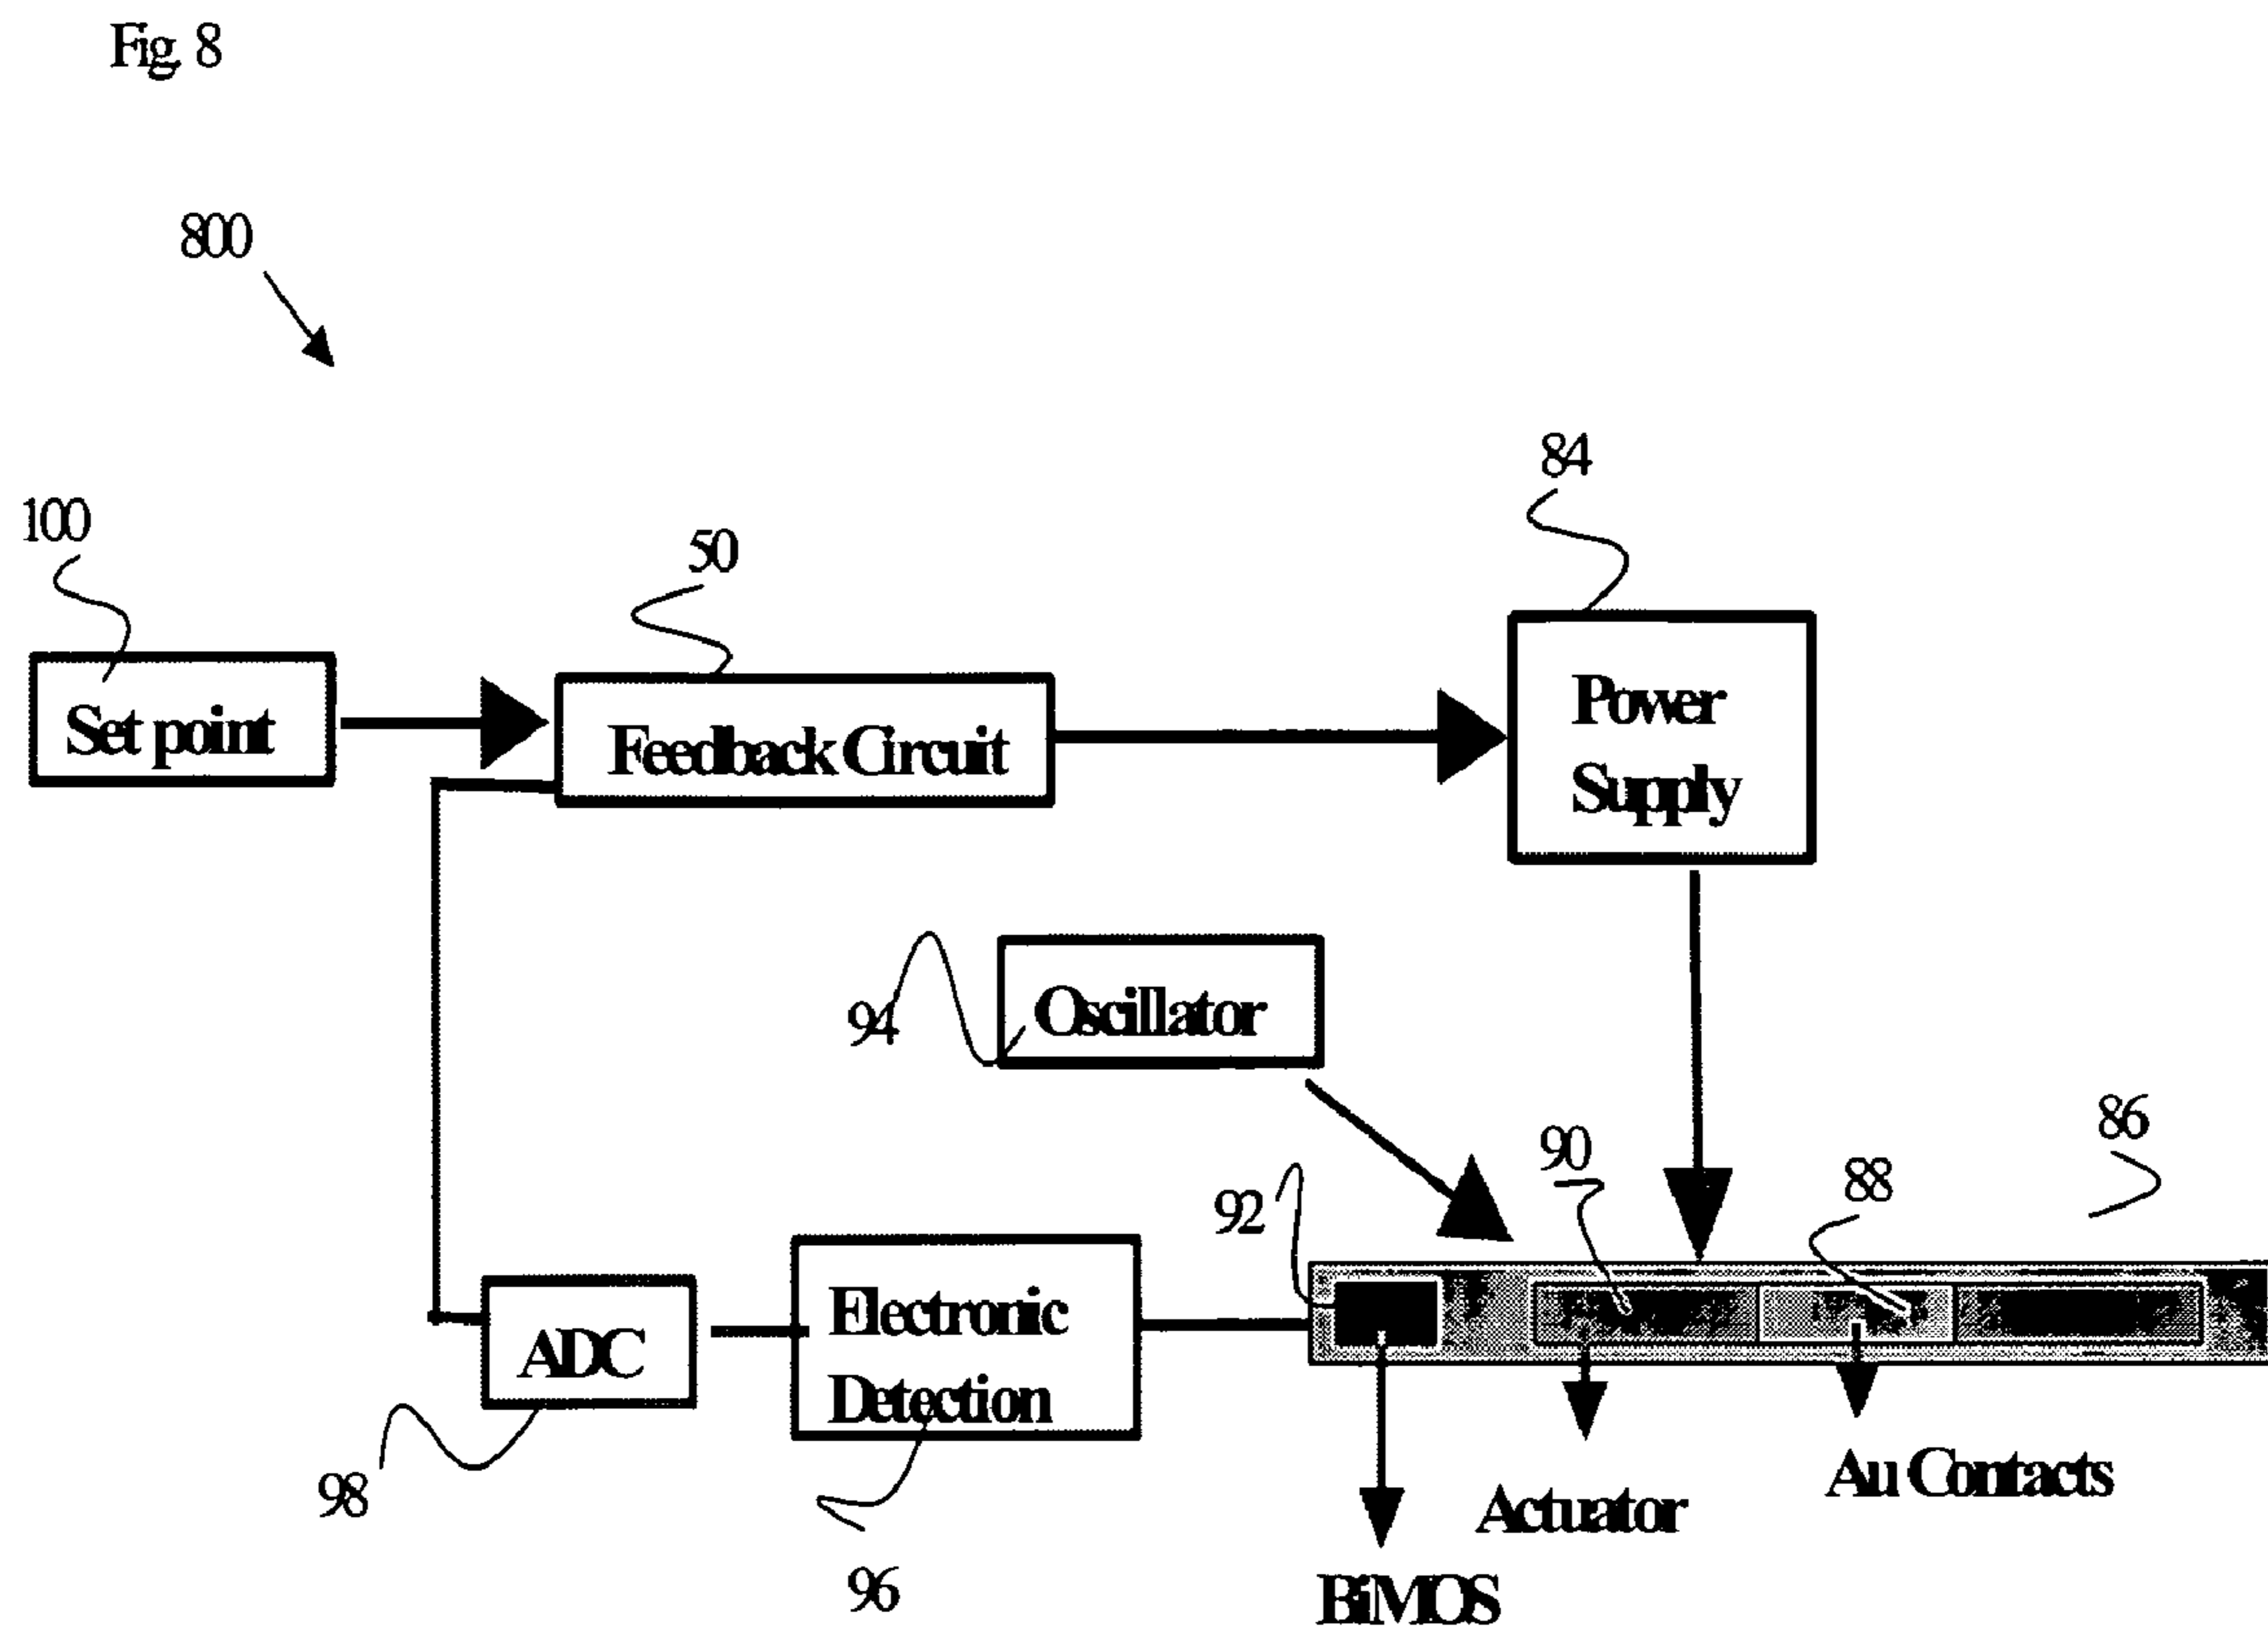 Fig. 8
800
84
100
50
Set point
Feedback Circuit
Power
Supply
94
Oscillator
86
90
88
92
Electronic
Detection
ADC
98
96
Au Contacts
Actuator
BiMOS